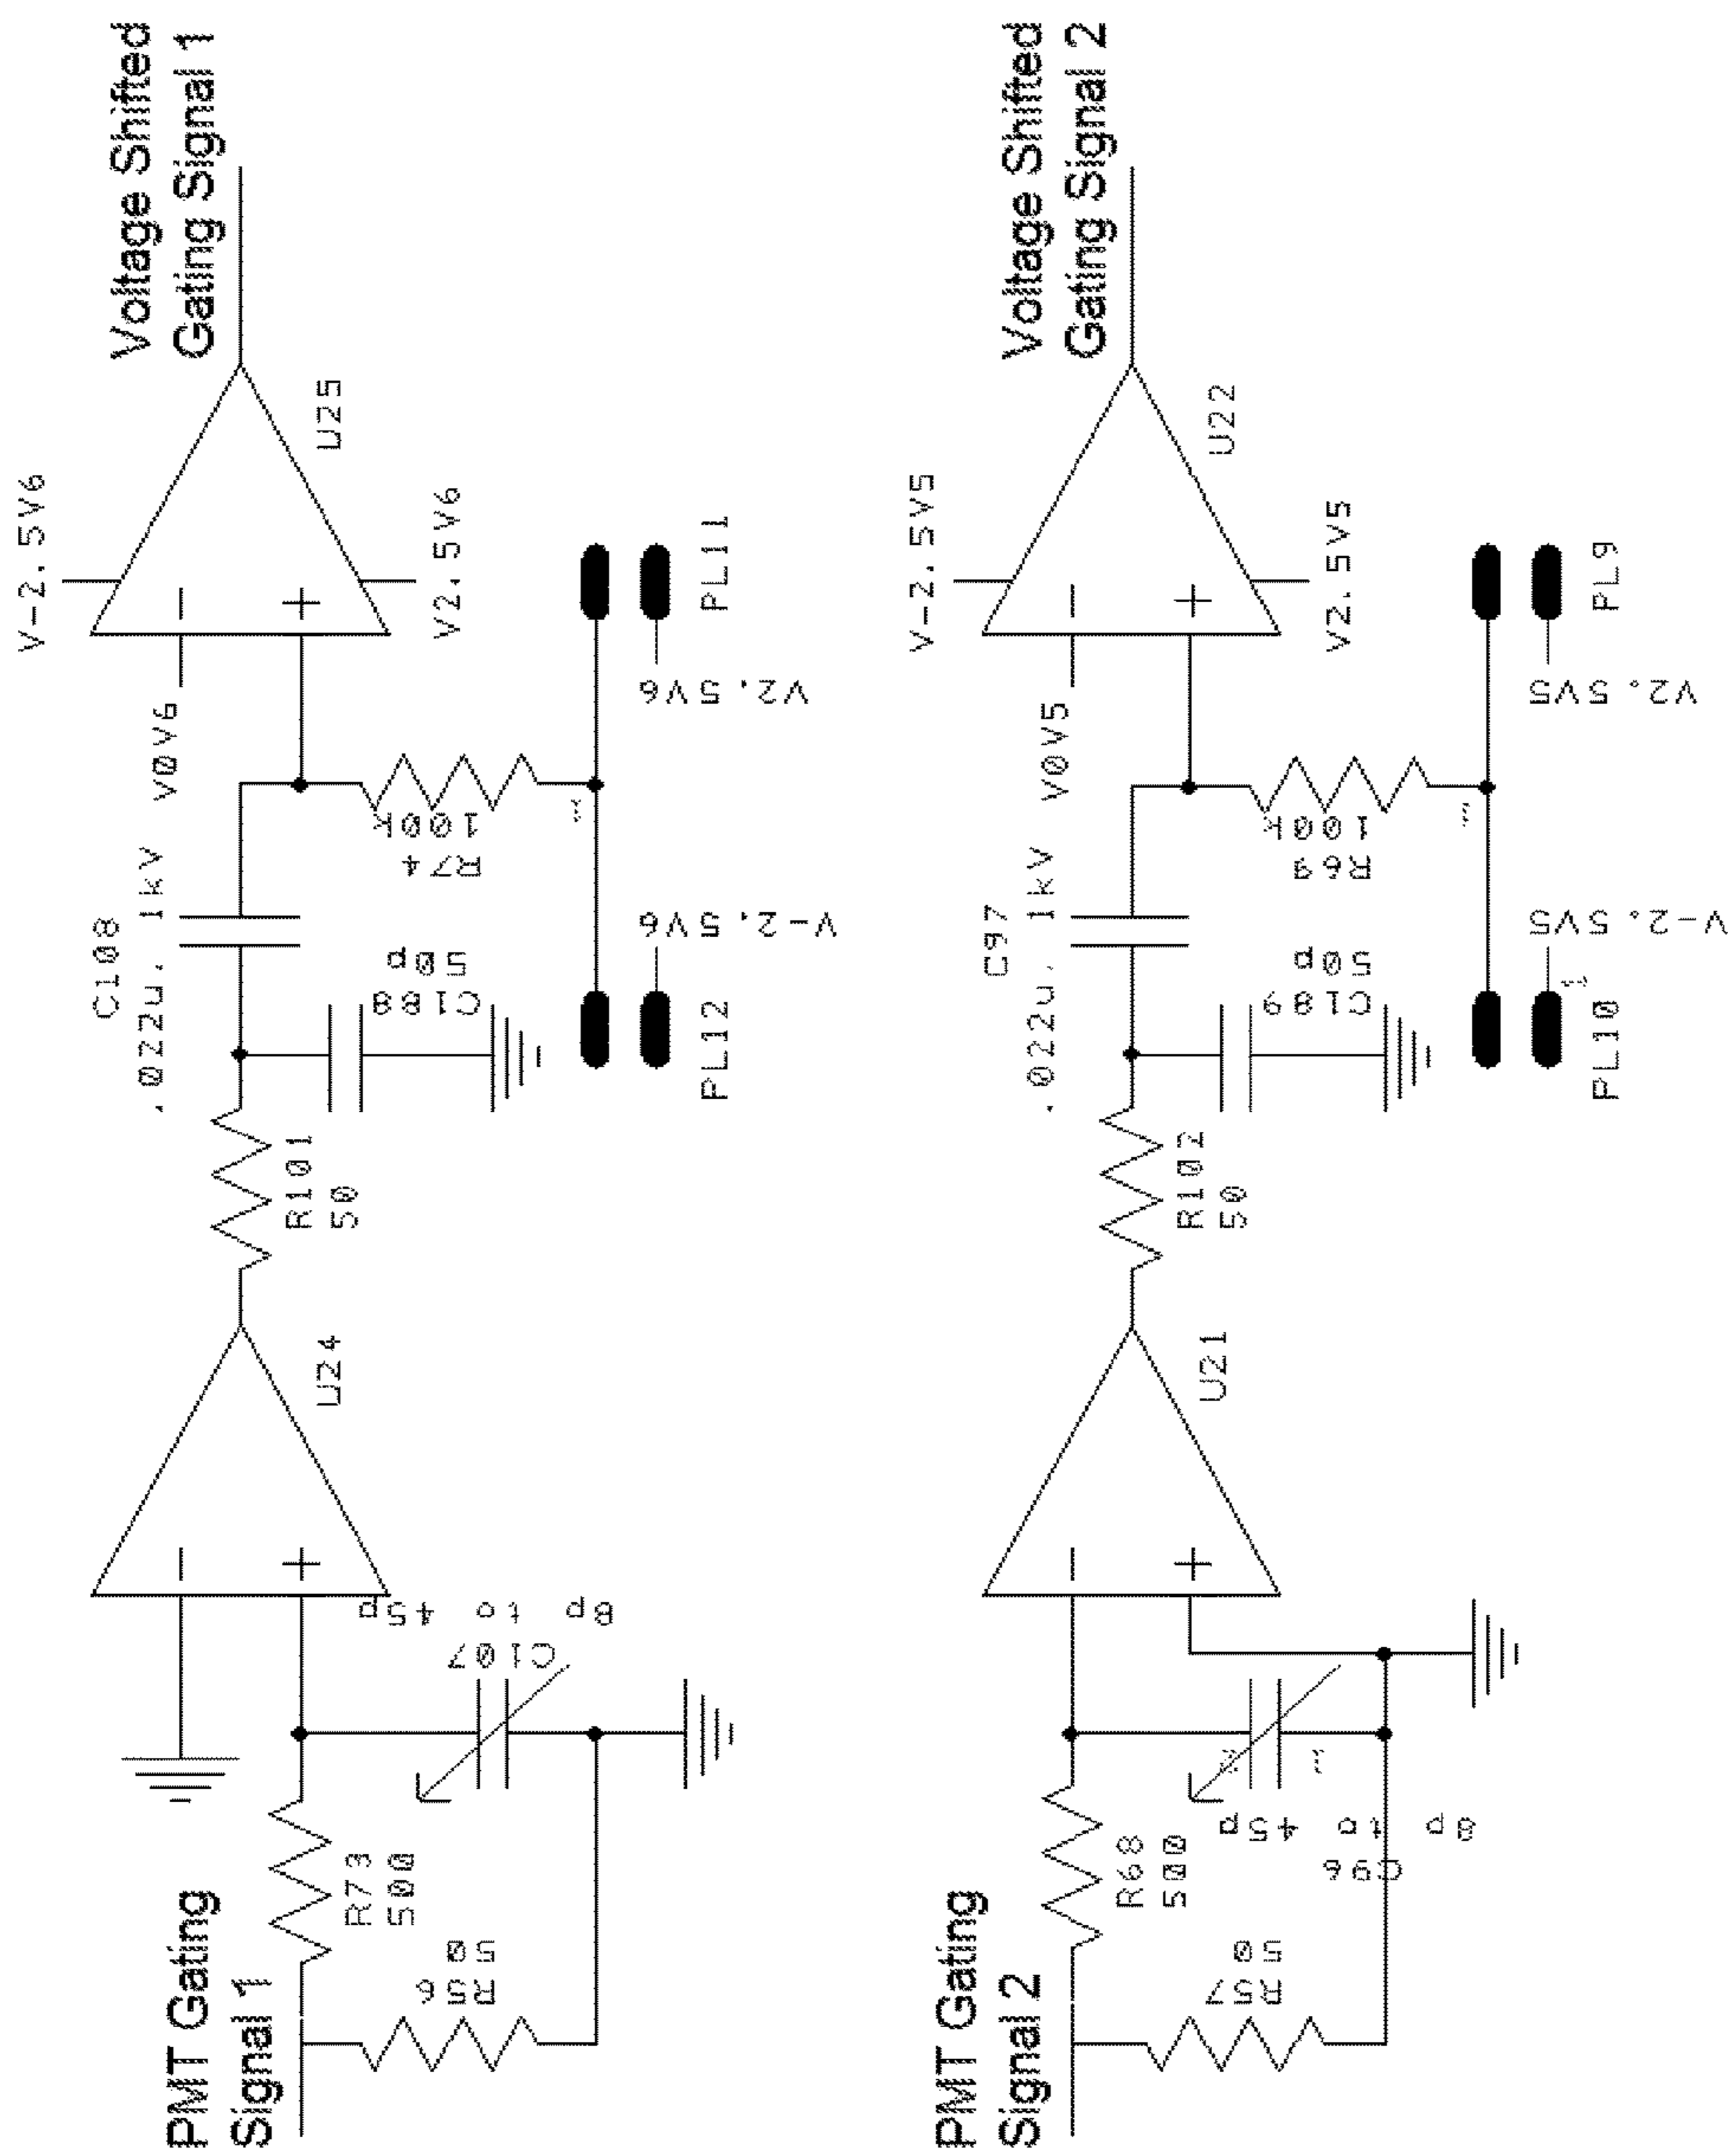 PMT Gating
Signal 1
R56
50
R73
500
C107
8p to 45p
-
+
U24
R101
50
C188
50p
C108
.022u, 1kV
R74
100k
V0V6
-
+
V-2.5V6
V2.5V6
U25
PL12
V-2.5V6
V2.5V6
PL11
Voltage Shifted
Gating Signal 1
PMT Gating
Signal 2
R57
50
R68
500
C96
8p to 45p
-
+
U21
R102
50
C189
50p
C97
.022u, 1kV
R69
100k
V0V5
-
+
V-2.5V5
V2.5V5
U22
PL10
V-2.5V5
V2.5V5
PL9
Voltage Shifted
Gating Signal 2